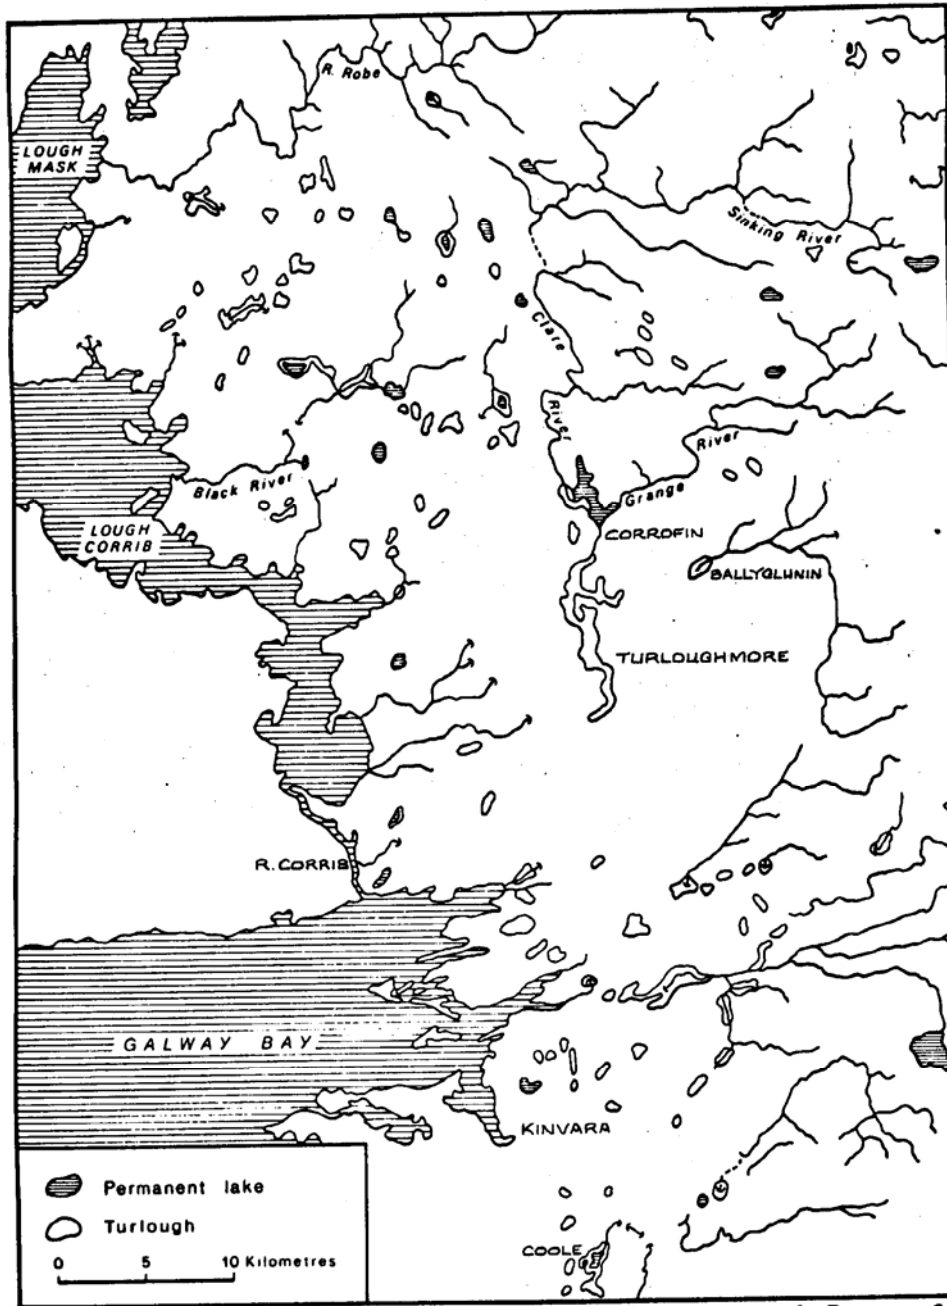 R. Robe
LOUGH
MASK
Sinking River
Clare
River
River
Black River
Grange
LOUGH
CORRIB
CORROFIN
BALLYGLUNIN
TURLOUGHMORE
R. CORRIB
GALWAY BAY
KINVARA
Permanent lake
Turlough
COOLE
0 5 10 Kilometres